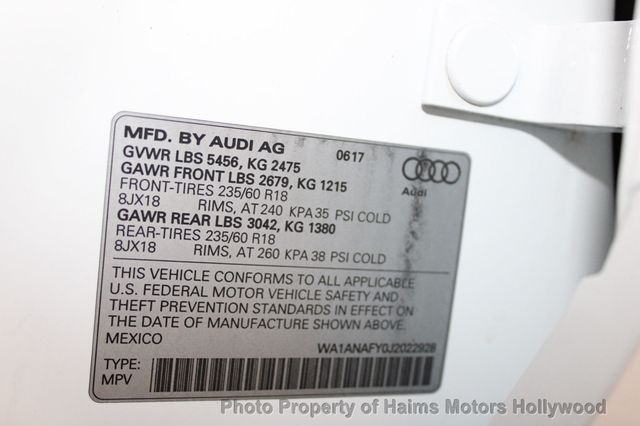 MFD. BY AUDI AG 0617
GVWR LBS 5456, KG 2475
GAWR FRONT LBS 2679, KG 1215
FRONT-TIRES 235/60 R18
8JX18 RIMS, AT 240 KPA 35 PSI COLD
GAWR REAR LBS 3042, KG 1380
REAR-TIRES 235/60 R18
8JX18 RIMS, AT 260 KPA 38 PSI COLD
Audi
THIS VEHICLE CONFORMS TO ALL APPLICABLE
U.S. FEDERAL MOTOR VEHICLE SAFETY AND
THEFT PREVENTION STANDARDS IN EFFECT ON
THE DATE OF MANUFACTURE SHOWN ABOVE.
MEXICO
WA1ANAFY0J2022928
TYPE:
MPV
Photo Property of Haims Motors Hollywood